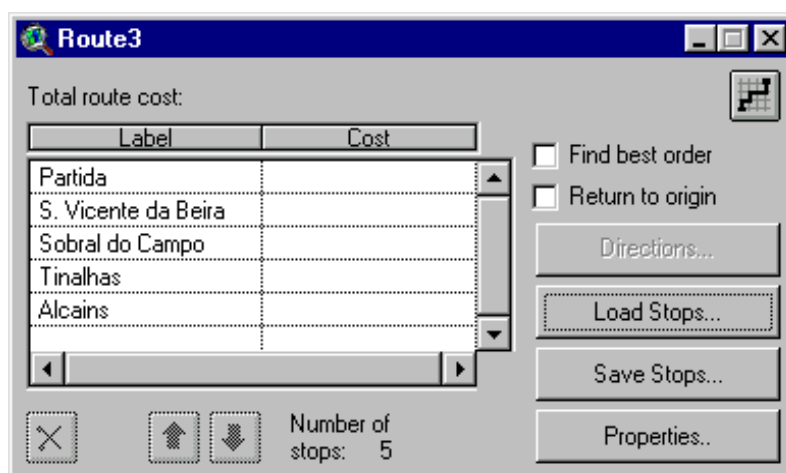 Route3
Total route cost:
Label Cost
Partida
S. Vicente da Beira
Sobral do Campo
Tinalhas
Alcains
Number of
stops: 5
Find best order
Return to origin
Directions...
Load Stops...
Save Stops...
Properties..